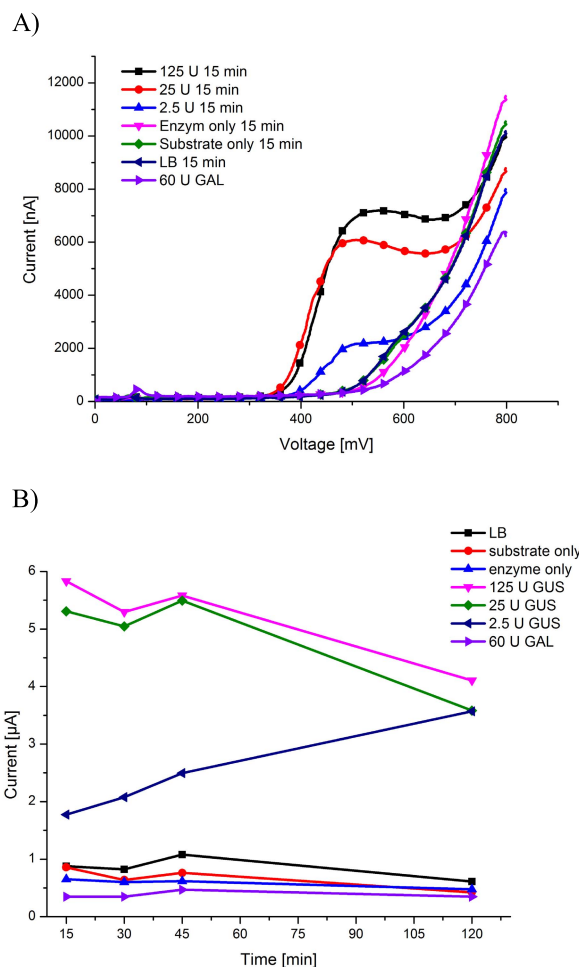 A)
125 U 15 min
25 U 15 min
2.5 U 15 min
Enzym only 15 min
Substrate only 15 min
LB 15 min
60 U GAL
12000
10000
8000
6000
4000
2000
0
Current [nA]
0
200
400
600
800
Voltage [mV]
B)
LB
substrate only
enzyme only
125 U GUS
25 U GUS
2.5 U GUS
60 U GAL
6
5
4
3
2
1
0
Current [µA]
15
30
45
60
75
90
105
120
Time [min]